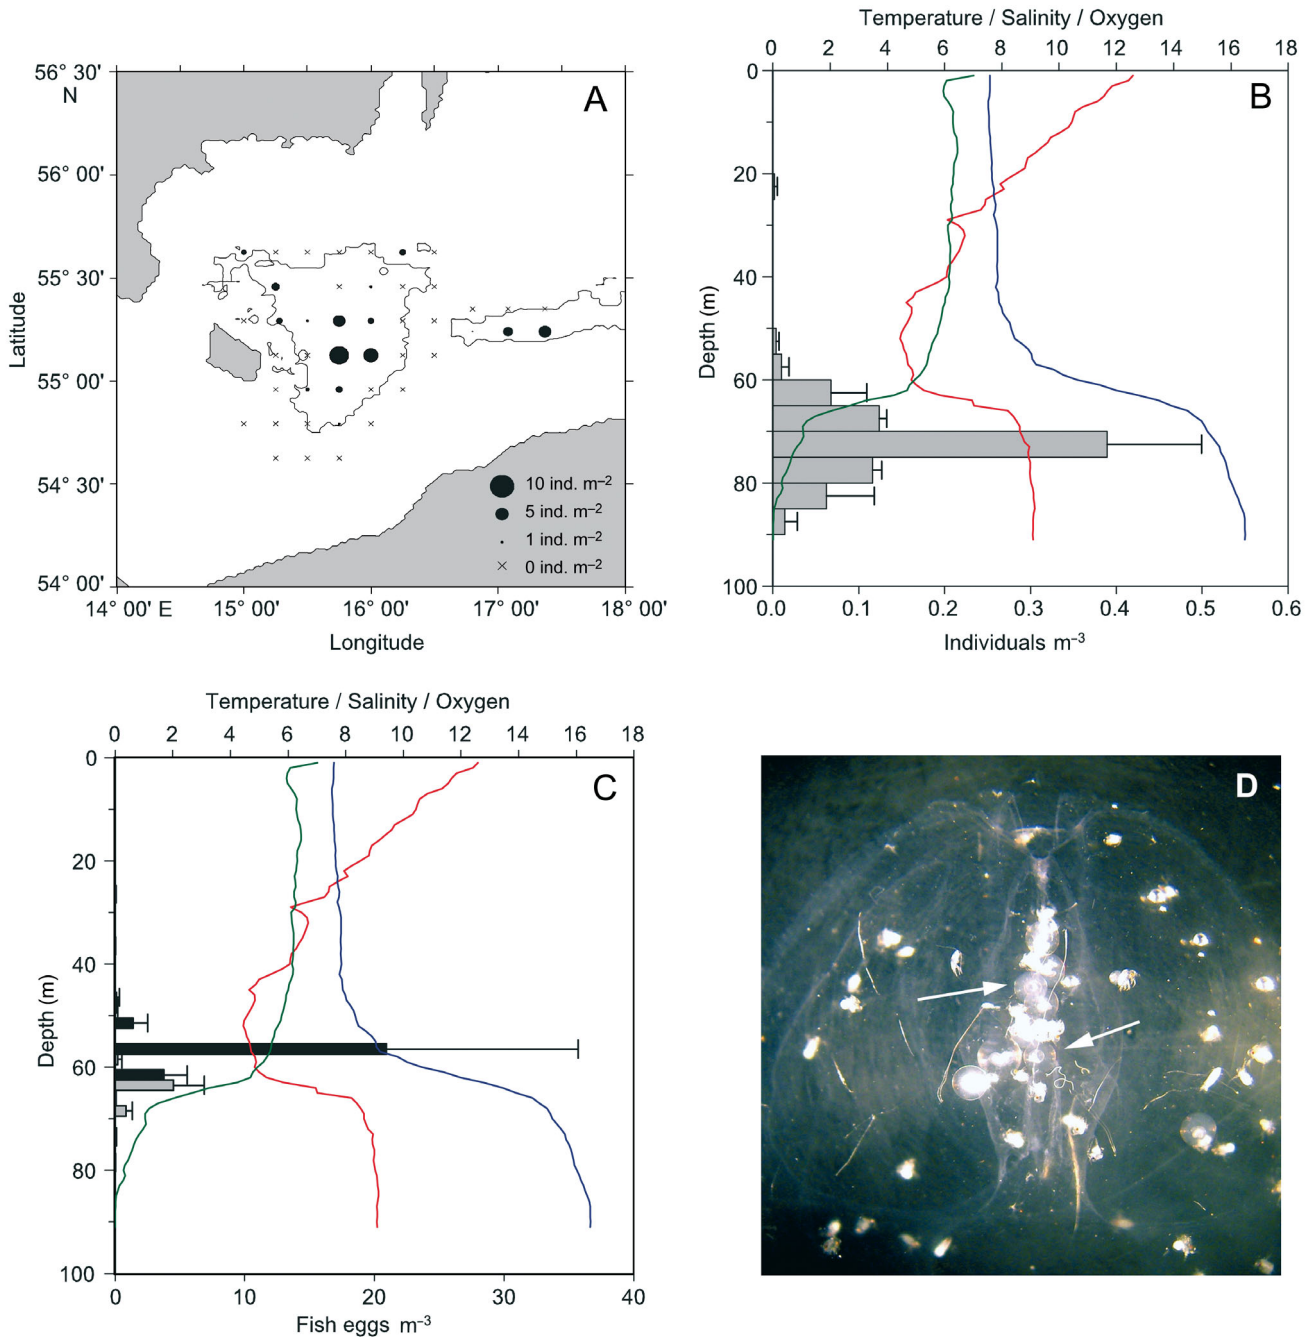 A
56° 30'
N
56° 00'
55° 30'
55° 00'
54° 30'
54° 00'
Latitude
10 ind. m–2
5 ind. m–2
1 ind. m–2
0 ind. m–2
14° 00' E 15° 00' 16° 00' 17° 00' 18° 00'
Longitude
Temperature / Salinity / Oxygen
0 2 4 6 8 10 12 14 16 18
B
0
20
40
60
80
100
Depth (m)
0.0 0.1 0.2 0.3 0.4 0.5 0.6
Individuals m–3
Temperature / Salinity / Oxygen
0 2 4 6 8 10 12 14 16 18
C
0
20
40
60
80
100
Depth (m)
0 10 20 30 40
Fish eggs m–3
D